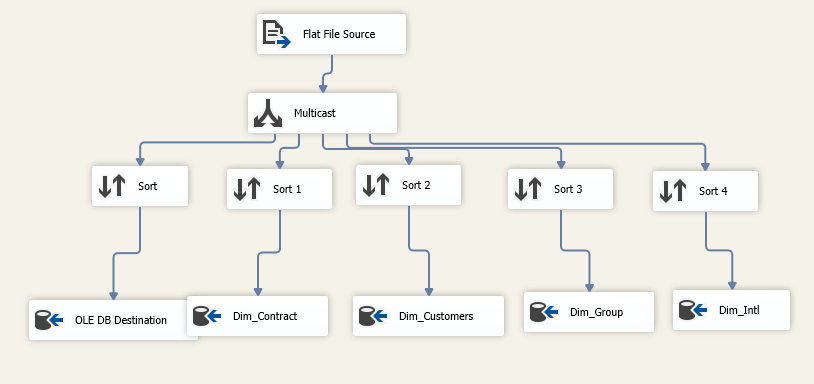 Flat File Source
Multicast
Sort
Sort 1
Sort 2
Sort 3
Sort 4
OLE DB Destination
Dim_Contract
Dim_Customers
Dim_Group
Dim_Intl